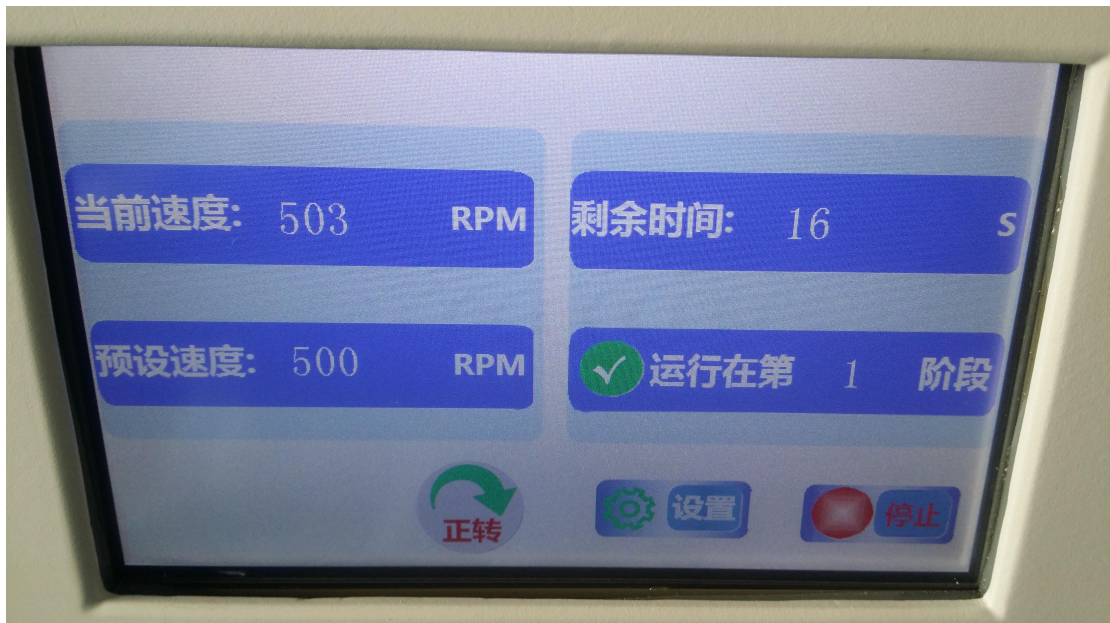 当前速度: 503 RPM
剩余时间: 16 S
预设速度: 500 RPM
运行在第 1 阶段
正转
设置
停止